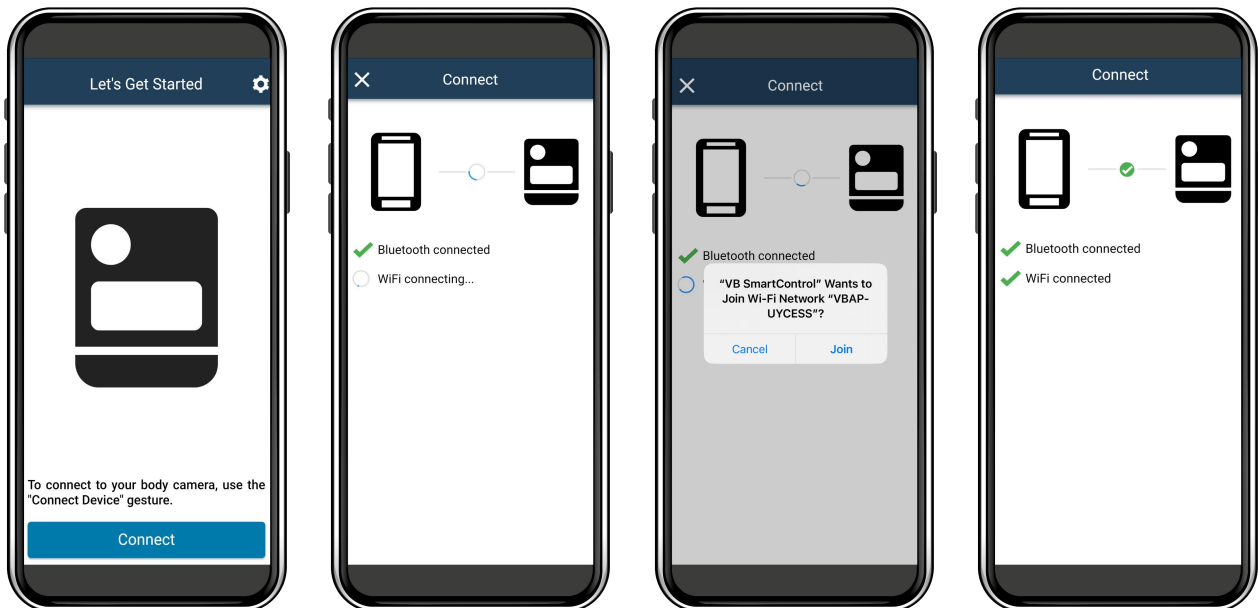 Let's Get Started
To connect to your body camera, use the
"Connect Device" gesture.
Connect
Connect
Bluetooth connected
WiFi connecting...
Connect
Bluetooth connected
“VB SmartControl” Wants to
Join Wi-Fi Network “VBAP-
UYCESS”?
Cancel
Join
Connect
Bluetooth connected
WiFi connected